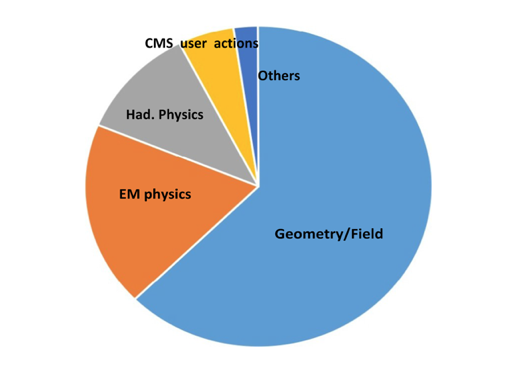 CMS user actions
Others
Had. Physics
EM physics
Geometry/Field